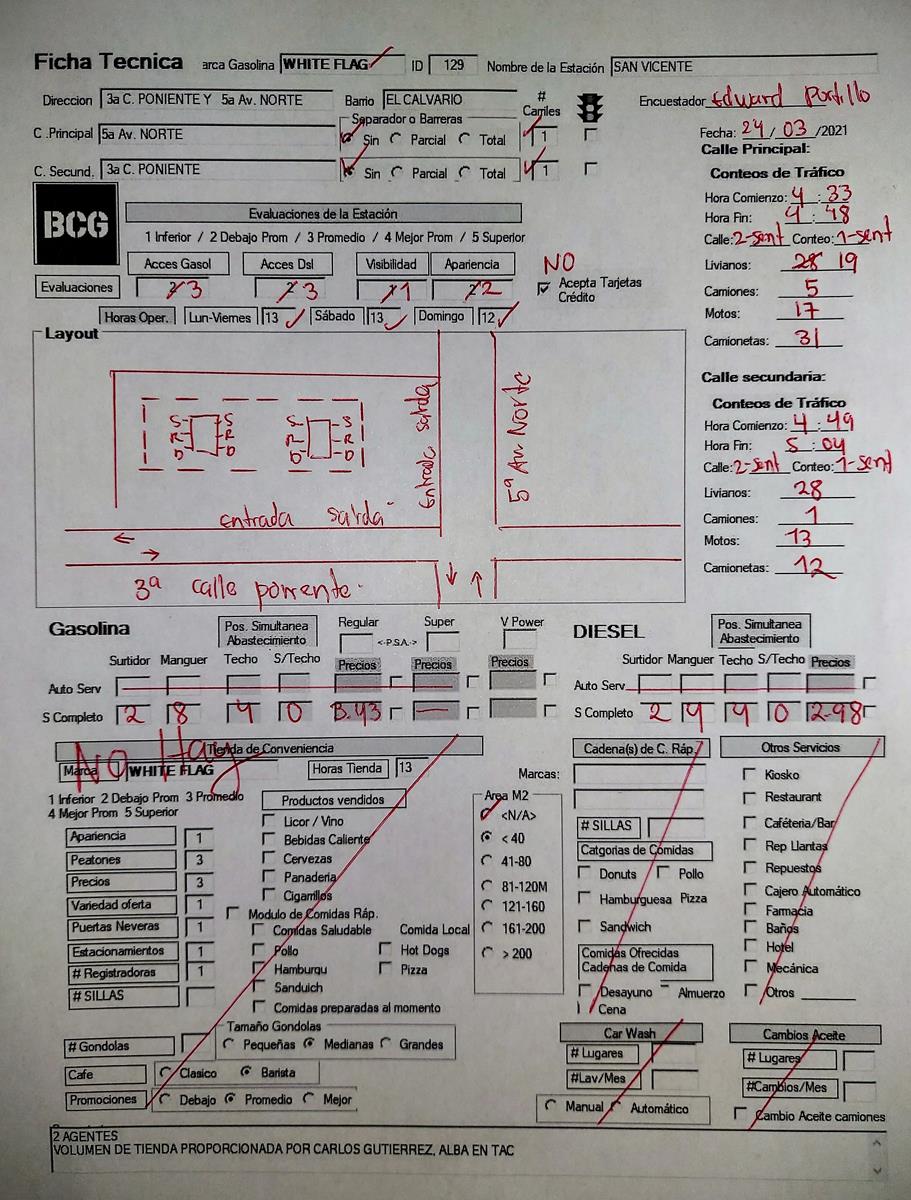 Ficha Tecnica arca Gasolina WHITE FLAG ID 129 Nombre de la Estación SAN VICENTE
Direccion 3a C. PONIENTE Y 5a Av. NORTE Barrio EL CALVARIO # Carriles Encuestador Edward Portillo
C .Principal 5a Av. NORTE Separador o Barreras Sin Parcial Total 1 Fecha: 24 / 03 /2021
C. Secund. 3a C. PONIENTE Sin Parcial Total 1
Calle Principal:
Conteos de Tráfico
Hora Comienzo: 4 : 33
Hora Fin: 4 : 48
Calle: 2-sent Conteo: 1-sent
Livianos: 28 19
Camiones: 5
Motos: 17
Camionetas: 31
BCG
Evaluaciones de la Estación
1 Inferior / 2 Debajo Prom / 3 Promedio / 4 Mejor Prom / 5 Superior
Acces Gasol Acces Dsl Visibilidad Apariencia NO
Evaluaciones 3 3 1 2 Acepta Tarjetas Crédito
Horas Oper. Lun-Viernes 13 Sábado 13 Domingo 12
Layout
S S S S
R R R R
D D D D
Entrada salida
5ª Av Norte
entrada salida
3ª calle poniente.
Calle secundaria:
Conteos de Tráfico
Hora Comienzo: 4 : 49
Hora Fin: 5 : 04
Calle: 2-sent Conteo: 1-sent
Livianos: 28
Camiones: 1
Motos: 13
Camionetas: 12
Gasolina Pos. Simultanea Abastecimiento Regular <-P.S.A.-> Super V Power
Surtidor Manguer Techo S/Techo Precios Precios Precios
Auto Serv
S Completo 2 8 4 0 3.43 —
DIESEL Pos. Simultanea Abastecimiento
Surtidor Manguer Techo S/Techo Precios
Auto Serv
S Completo 2 4 4 0 2.98
No Hay
Tienda de Conveniencia
Marca WHITE FLAG Horas Tienda 13
1 Inferior 2 Debajo Prom 3 Promedio
4 Mejor Prom 5 Superior
Apariencia 1
Peatones 3
Precios 3
Variedad oferta 1
Puertas Neveras 1
Estacionamientos 1
# Registradoras 1
# SILLAS
Productos vendidos
Licor / Vino
Bebidas Caliente
Cervezas
Panaderia
Cigarrillos
Modulo de Comidas Ráp.
Comidas Saludable Comida Local
Pollo Hot Dogs
Hamburgu Pizza
Sanduich
Comidas preparadas al momento
Area M2
<N/A>
< 40
41-80
81-120M
121-160
161-200
> 200
# Gondolas Tamaño Gondolas Pequeñas Medianas Grandes
Cafe Clasico Barista
Promociones Debajo Promedio Mejor
Cadena(s) de C. Ráp.
Marcas:
# SILLAS
Catgorias de Comidas
Donuts Pollo
Hamburguesa Pizza
Sandwich
Comidas Ofrecidas
Cadenas de Comida
Desayuno Almuerzo
Cena
Otros Servicios
Kiosko
Restaurant
Caféteria/Bar
Rep Llantas
Repuestos
Cajero Automático
Farmacia
Baños
Hotel
Mecánica
Otros
Car Wash
# Lugares
#Lav/Mes
Manual Automático
Cambios Aceite
# Lugares
#Cambios/Mes
Cambio Aceite camiones
2 AGENTES
VOLUMEN DE TIENDA PROPORCIONADA POR CARLOS GUTIERREZ, ALBA EN TAC